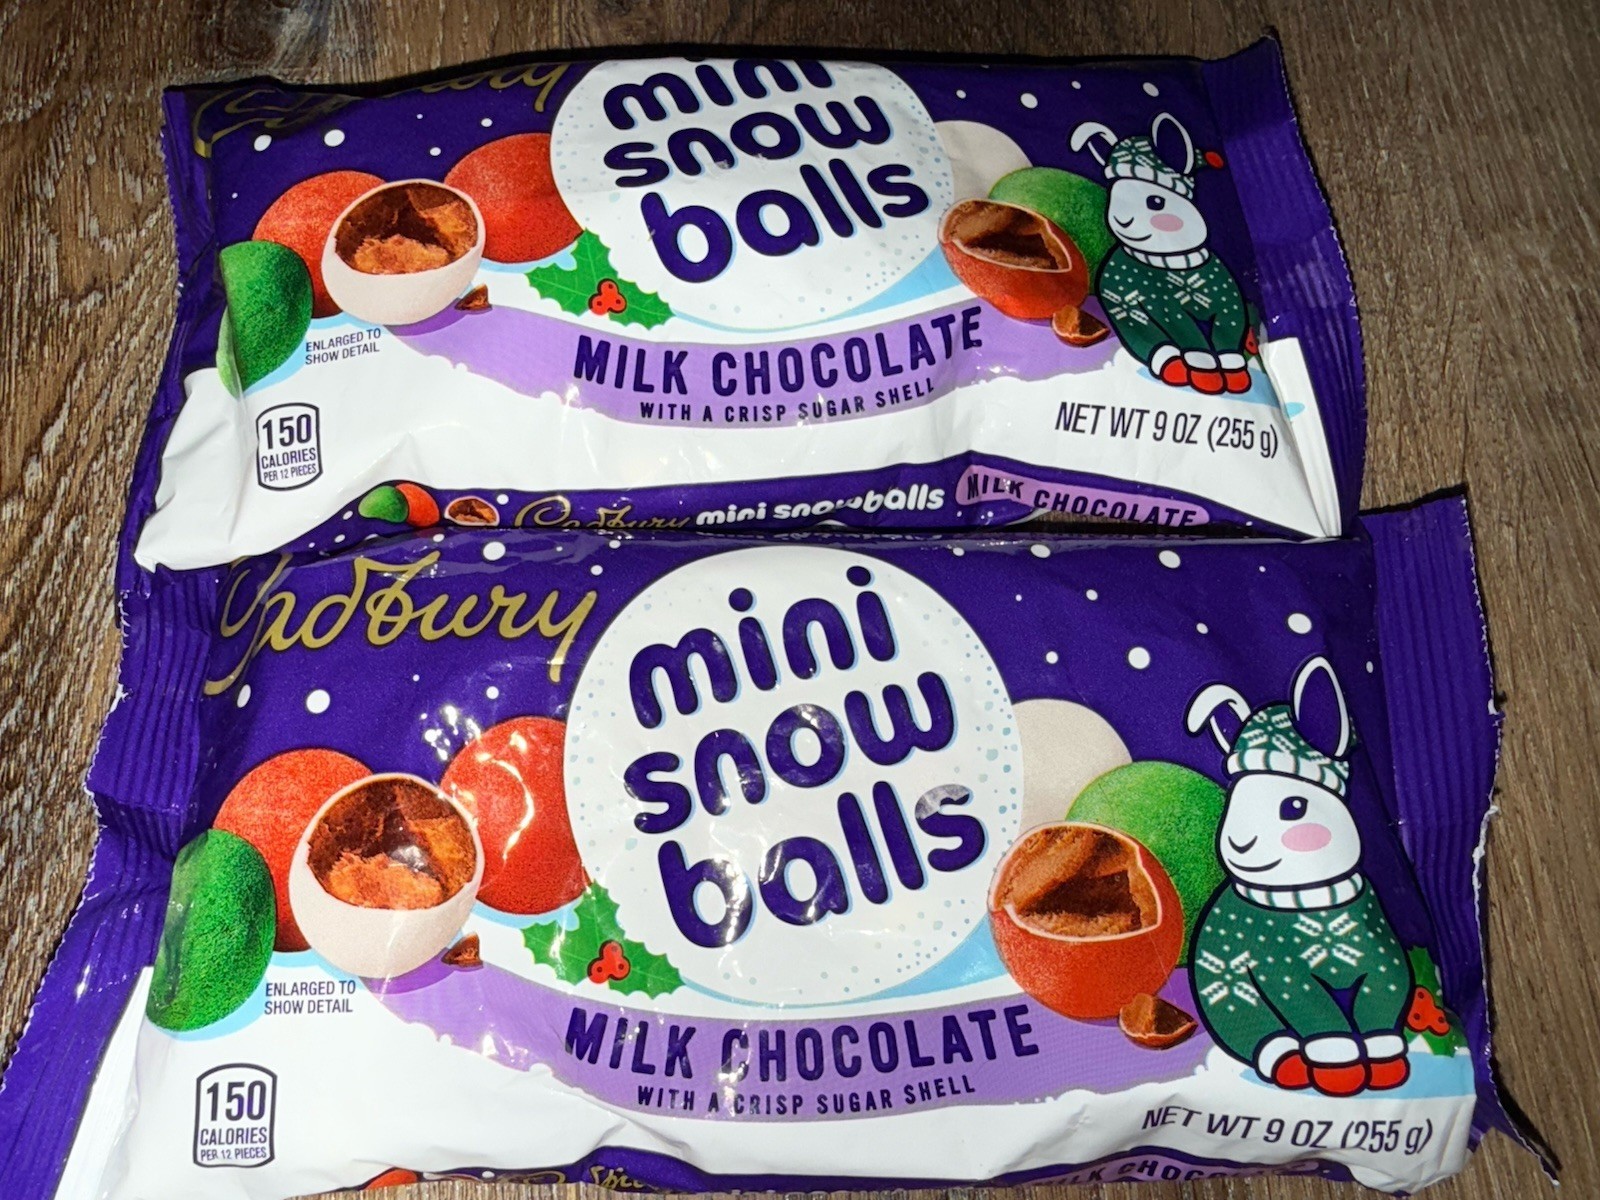 Cadbury
mini
snow
balls
ENLARGED TO
SHOW DETAIL
MILK CHOCOLATE
WITH A CRISP SUGAR SHELL
150
CALORIES
PER 12 PIECES
NET WT 9 OZ (255 g)
Cadbury mini snowballs MILK CHOCOLATE
Cadbury
mini
snow
balls
ENLARGED TO
SHOW DETAIL
MILK CHOCOLATE
WITH A CRISP SUGAR SHELL
150
CALORIES
PER 12 PIECES
NET WT 9 OZ (255 g)